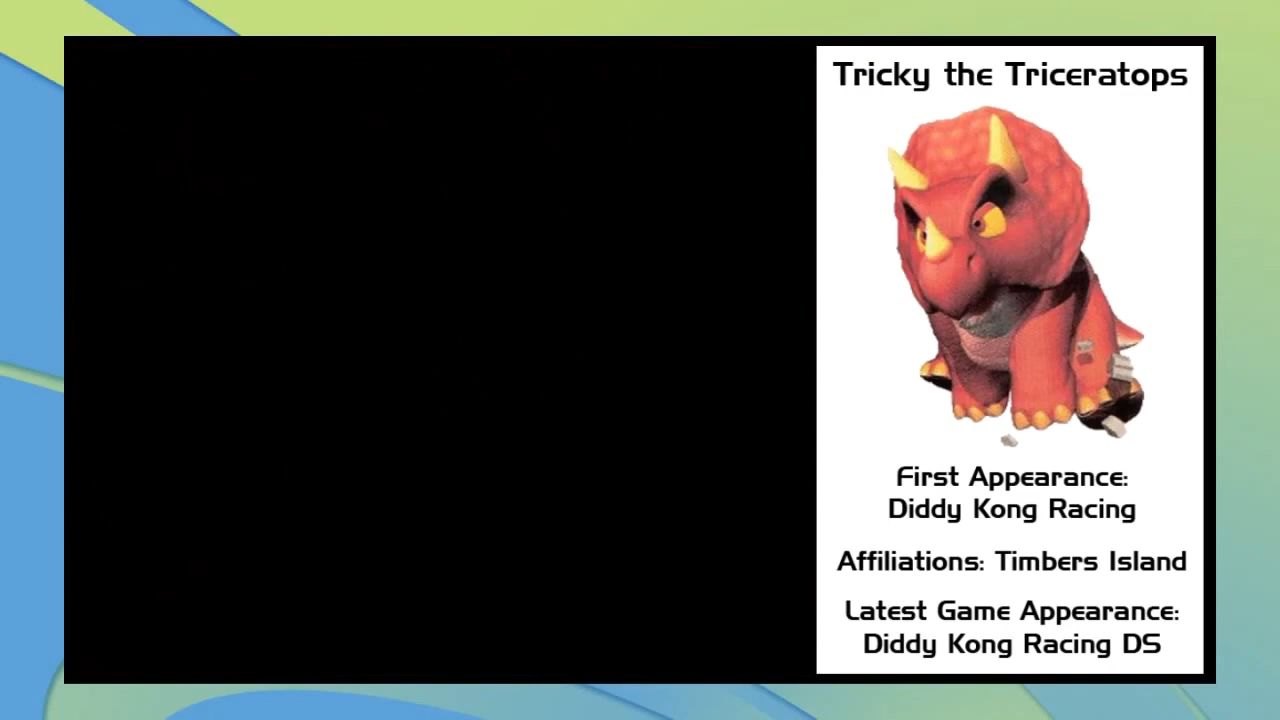 Tricky the Triceratops
First Appearance:
Diddy Kong Racing
Affiliations: Timbers Island
Latest Game Appearance:
Diddy Kong Racing DS